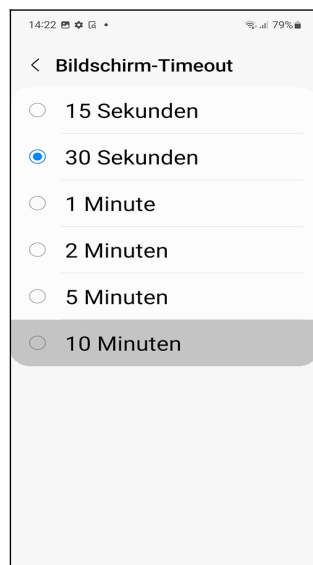 14:22 79%
Bildschirm-Timeout
15 Sekunden
30 Sekunden
1 Minute
2 Minuten
5 Minuten
10 Minuten